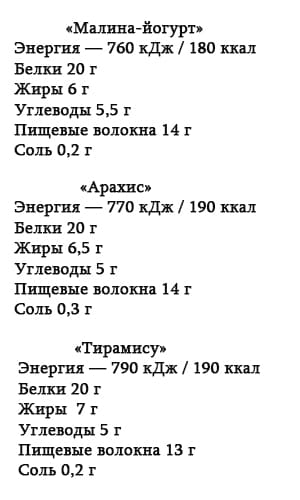 «Малина-йогурт»
Энергия — 760 кДж / 180 ккал
Белки 20 г
Жиры 6 г
Углеводы 5,5 г
Пищевые волокна 14 г
Соль 0,2 г
«Арахис»
Энергия — 770 кДж / 190 ккал
Белки 20 г
Жиры 6,5 г
Углеводы 5 г
Пищевые волокна 14 г
Соль 0,3 г
«Тирамису»
Энергия — 790 кДж / 190 ккал
Белки 20 г
Жиры 7 г
Углеводы 5 г
Пищевые волокна 13 г
Соль 0,2 г